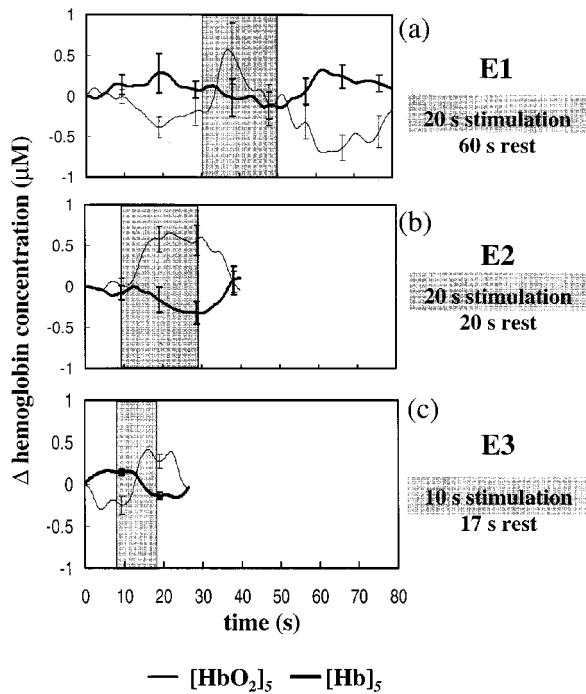 (a)
1
0.5
0
-0.5
-1
E1
20 s stimulation
60 s rest
(b)
1
0.5
0
-0.5
-1
E2
20 s stimulation
20 s rest
(c)
1
0.5
0
-0.5
-1
E3
10 s stimulation
17 s rest
Δ hemoglobin concentration (μM)
0 10 20 30 40 50 60 70 80
time (s)
[HbO₂]₅ [Hb]₅